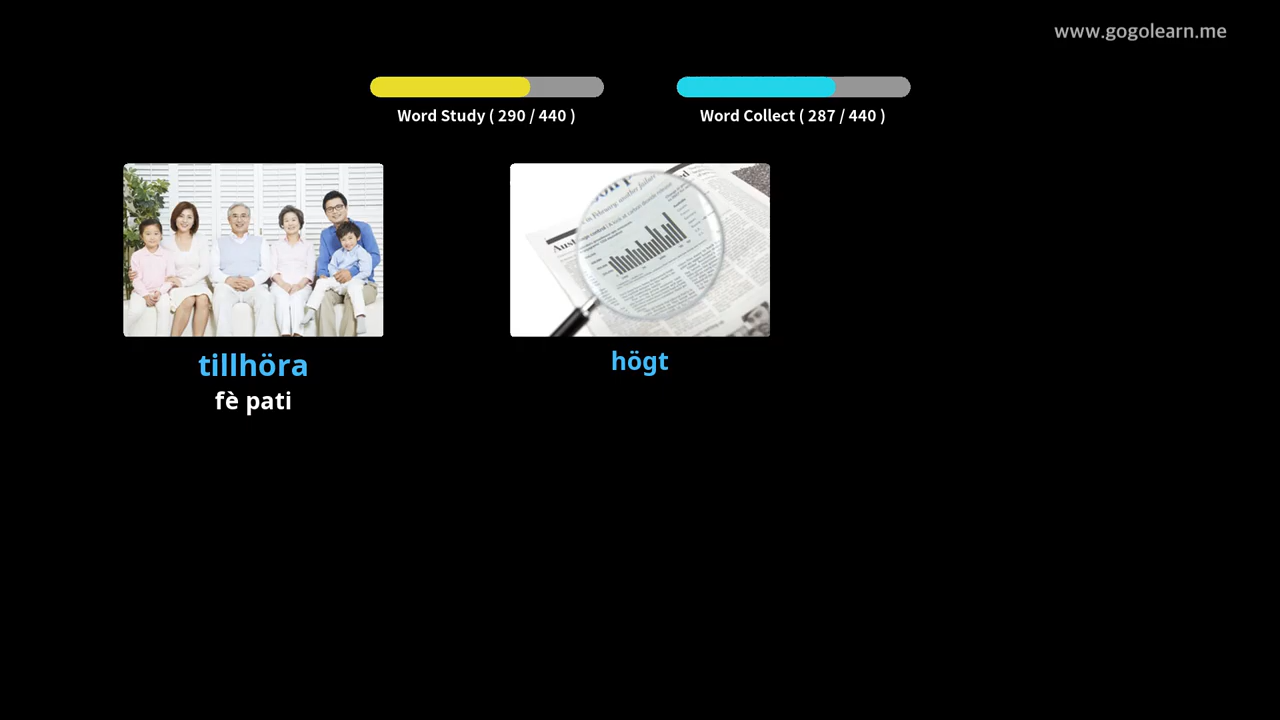 www.gogolearn.me
Word Study ( 290 / 440 )
Word Collect ( 287 / 440 )
tillhöra
fè pati
högt